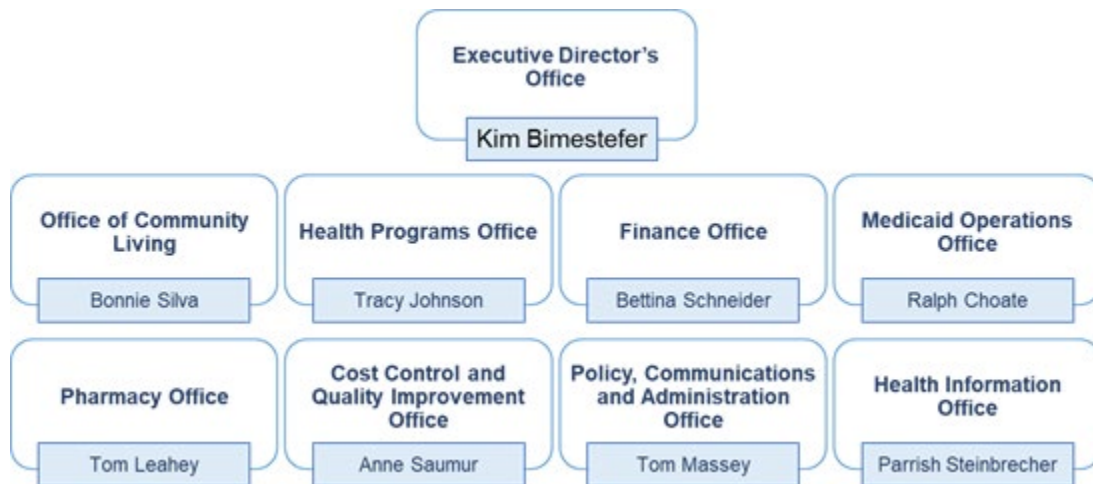 Executive Director’s
Office
Kim Bimestefer
Office of Community
Living
Bonnie Silva
Health Programs Office
Tracy Johnson
Finance Office
Bettina Schneider
Medicaid Operations
Office
Ralph Choate
Pharmacy Office
Tom Leahey
Cost Control and
Quality Improvement
Office
Anne Saumur
Policy, Communications
and Administration
Office
Tom Massey
Health Information
Office
Parrish Steinbrecher